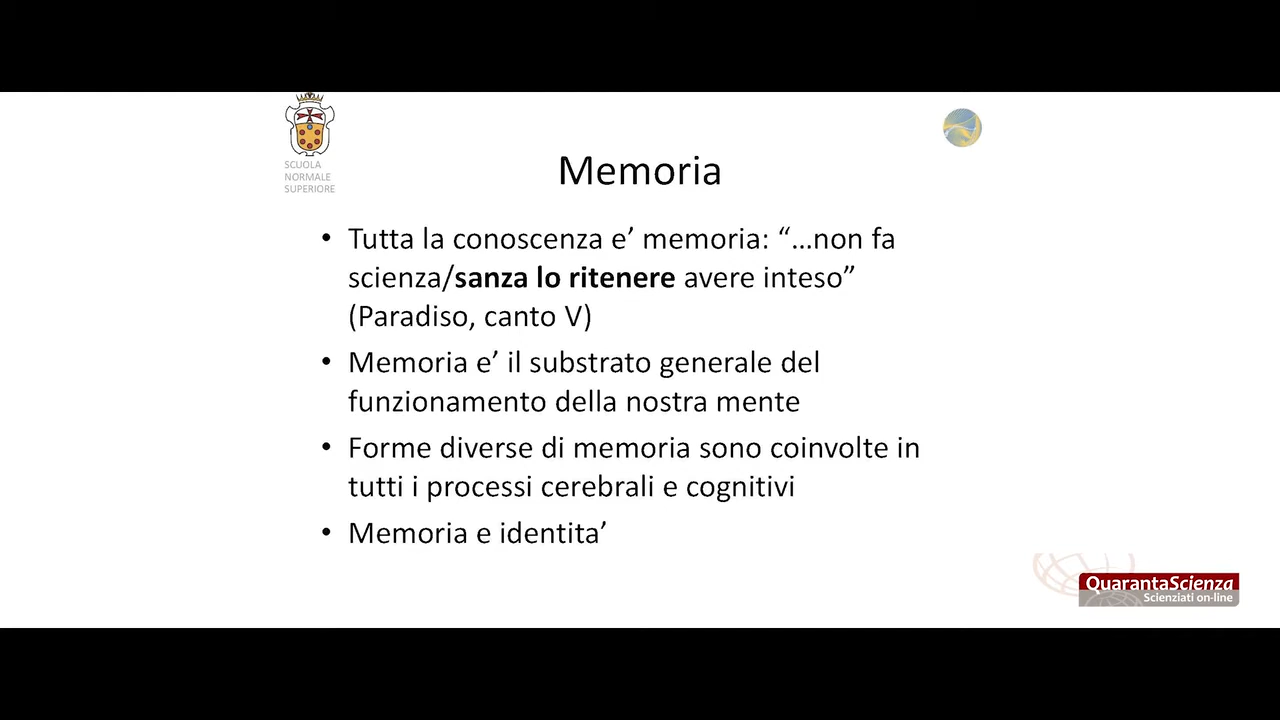 SCUOLA
NORMALE
SUPERIORE
Memoria
• Tutta la conoscenza e’ memoria: “…non fa
scienza/sanza lo ritenere avere inteso”
(Paradiso, canto V)
• Memoria e’ il substrato generale del
funzionamento della nostra mente
• Forme diverse di memoria sono coinvolte in
tutti i processi cerebrali e cognitivi
• Memoria e identita’
QuarantaScienza
Scienziati on-line